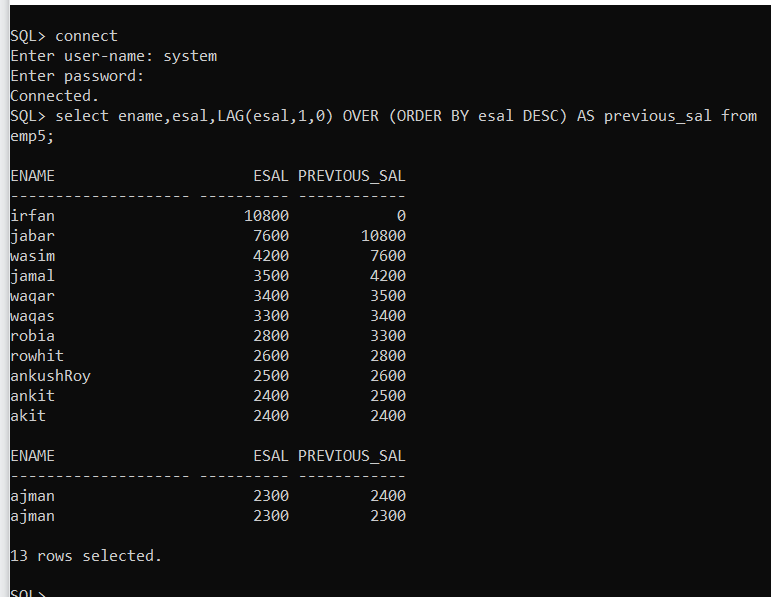 SQL> connect
Enter user-name: system
Enter password:
Connected.
SQL> select ename,esal,LAG(esal,1,0) OVER (ORDER BY esal DESC) AS previous_sal from
emp5;
ENAME                      ESAL PREVIOUS_SAL
-------------------- ---------- ------------
irfan                     10800            0
jabar                      7600        10800
wasim                      4200         7600
jamal                      3500         4200
waqar                      3400         3500
waqas                      3300         3400
robia                      2800         3300
rowhit                     2600         2800
ankushRoy                  2500         2600
ankit                      2400         2500
akit                       2400         2400
ENAME                      ESAL PREVIOUS_SAL
-------------------- ---------- ------------
ajman                      2300         2400
ajman                      2300         2300
13 rows selected.
SQL>